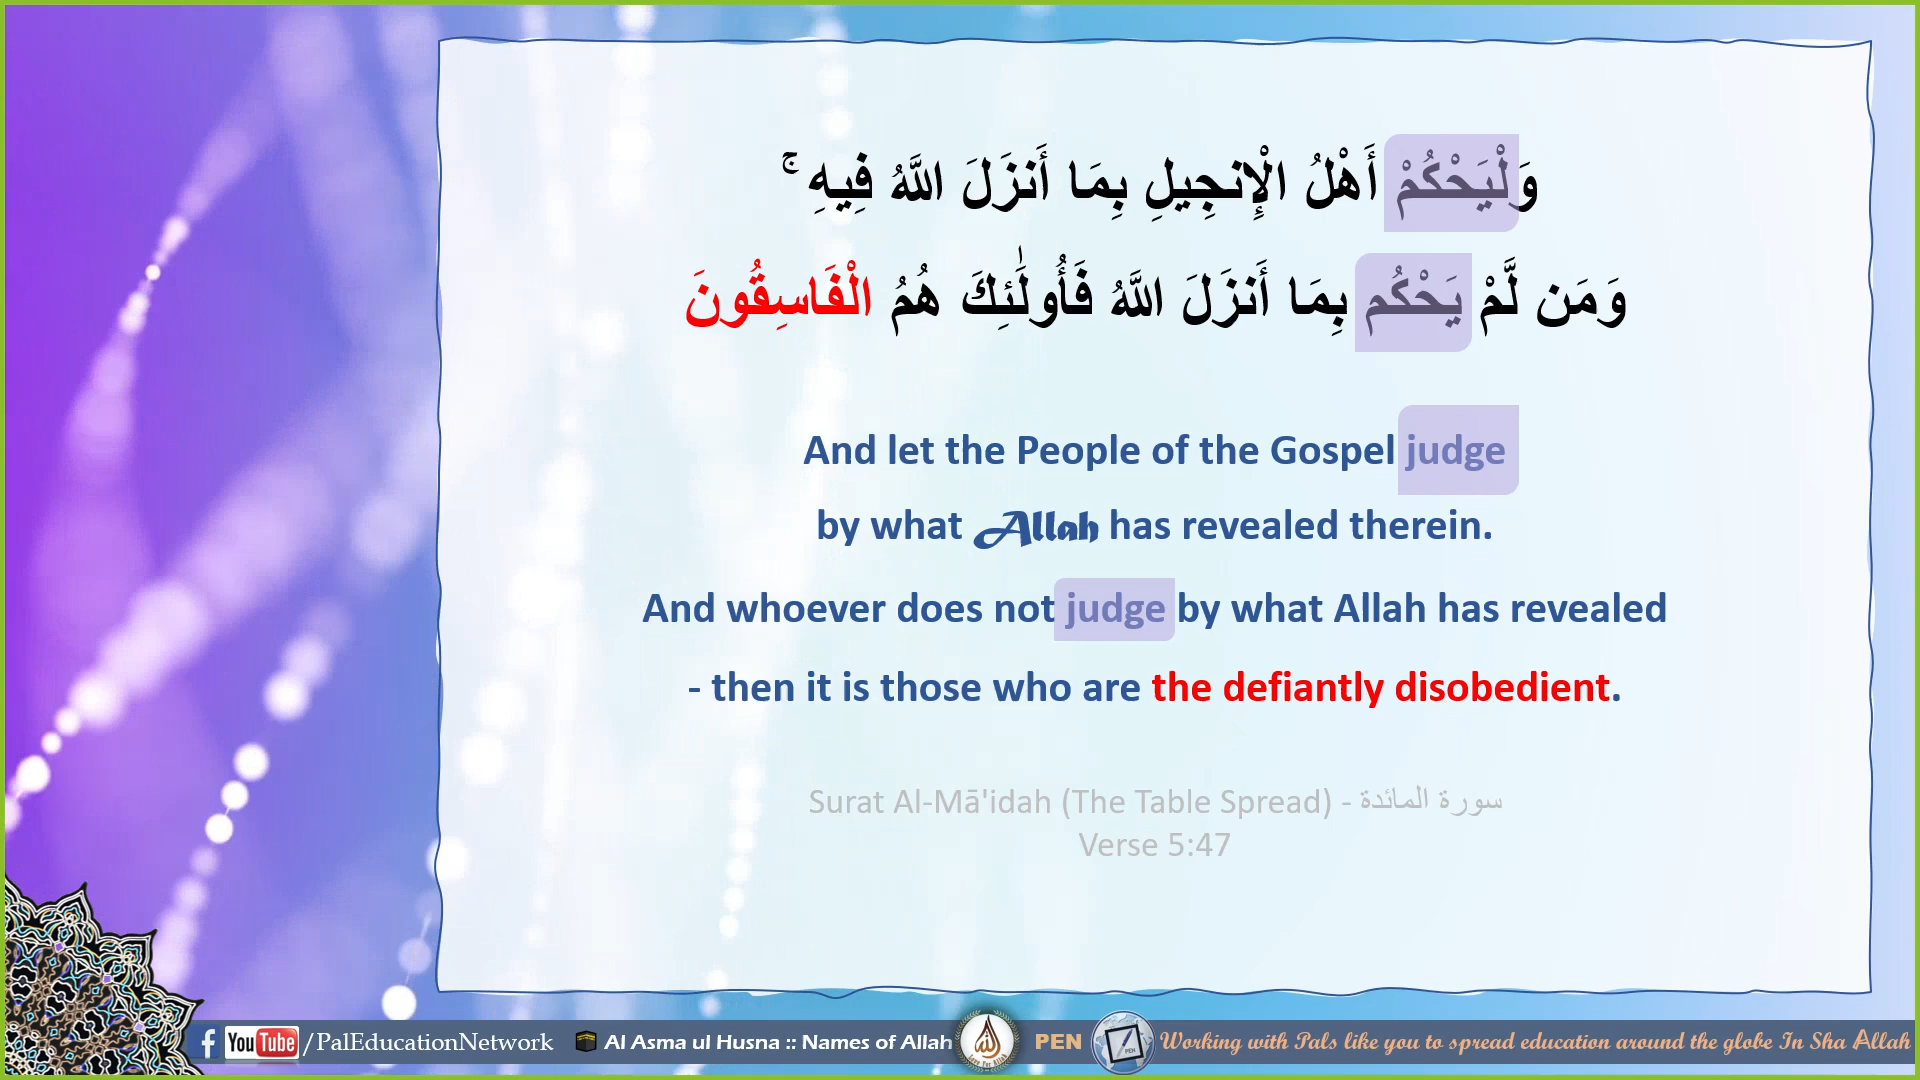 وَلْيَحْكُمْ أَهْلُ الْإِنجِيلِ بِمَا أَنزَلَ اللَّهُ فِيهِ ۚ
وَمَن لَّمْ يَحْكُم بِمَا أَنزَلَ اللَّهُ فَأُولَٰئِكَ هُمُ الْفَاسِقُونَ
And let the People of the Gospel judge
by what Allah has revealed therein.
And whoever does not judge by what Allah has revealed
- then it is those who are the defiantly disobedient.
Surat Al-Mā'idah (The Table Spread) - سورة المائدة
Verse 5:47
f YouTube /PalEducationNetwork Al Asma ul Husna :: Names of Allah PEN PEN Working with Pals like you to spread education around the globe In Sha Allah